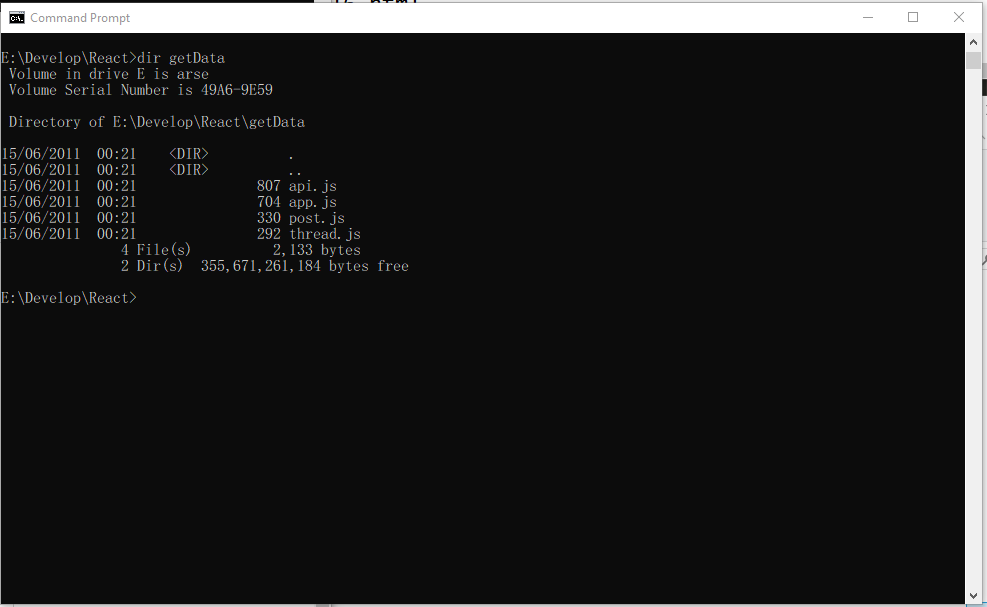 Command Prompt
E:\Develop\React>dir getData
 Volume in drive E is arse
 Volume Serial Number is 49A6-9E59
 Directory of E:\Develop\React\getData
15/06/2011  00:21    <DIR>          .
15/06/2011  00:21    <DIR>          ..
15/06/2011  00:21               807 api.js
15/06/2011  00:21               704 app.js
15/06/2011  00:21               330 post.js
15/06/2011  00:21               292 thread.js
               4 File(s)          2,133 bytes
               2 Dir(s)  355,671,261,184 bytes free
E:\Develop\React>